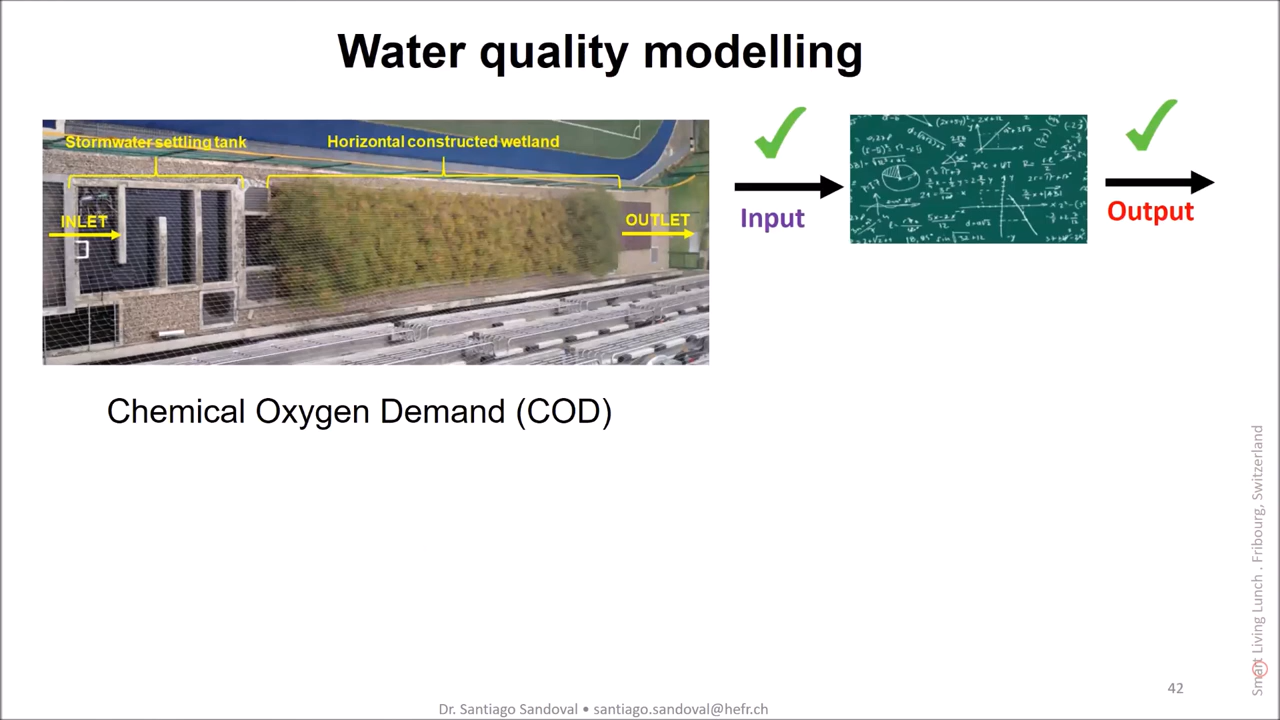 Water quality modelling
Stormwater settling tank
Horizontal constructed wetland
INLET
OUTLET
Input
Output
Chemical Oxygen Demand (COD)
Smart Living Lunch . Fribourg, Switzerland
42
Dr. Santiago Sandoval • santiago.sandoval@hefr.ch